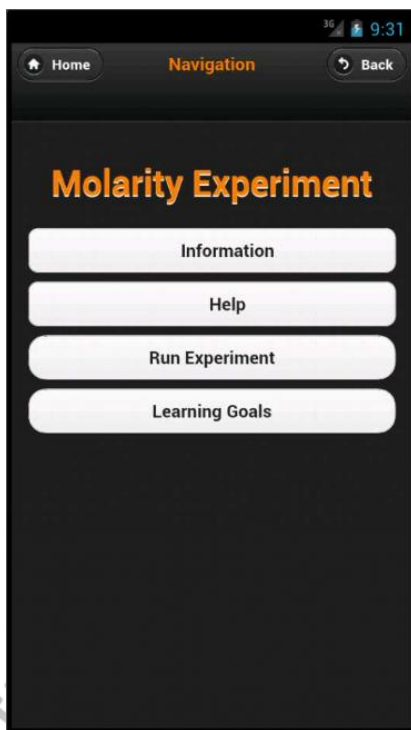 3G 9:31
Home Navigation Back
Molarity Experiment
Information
Help
Run Experiment
Learning Goals